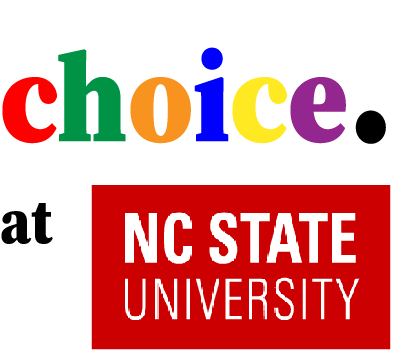 choice.
at
NC STATE
UNIVERSITY